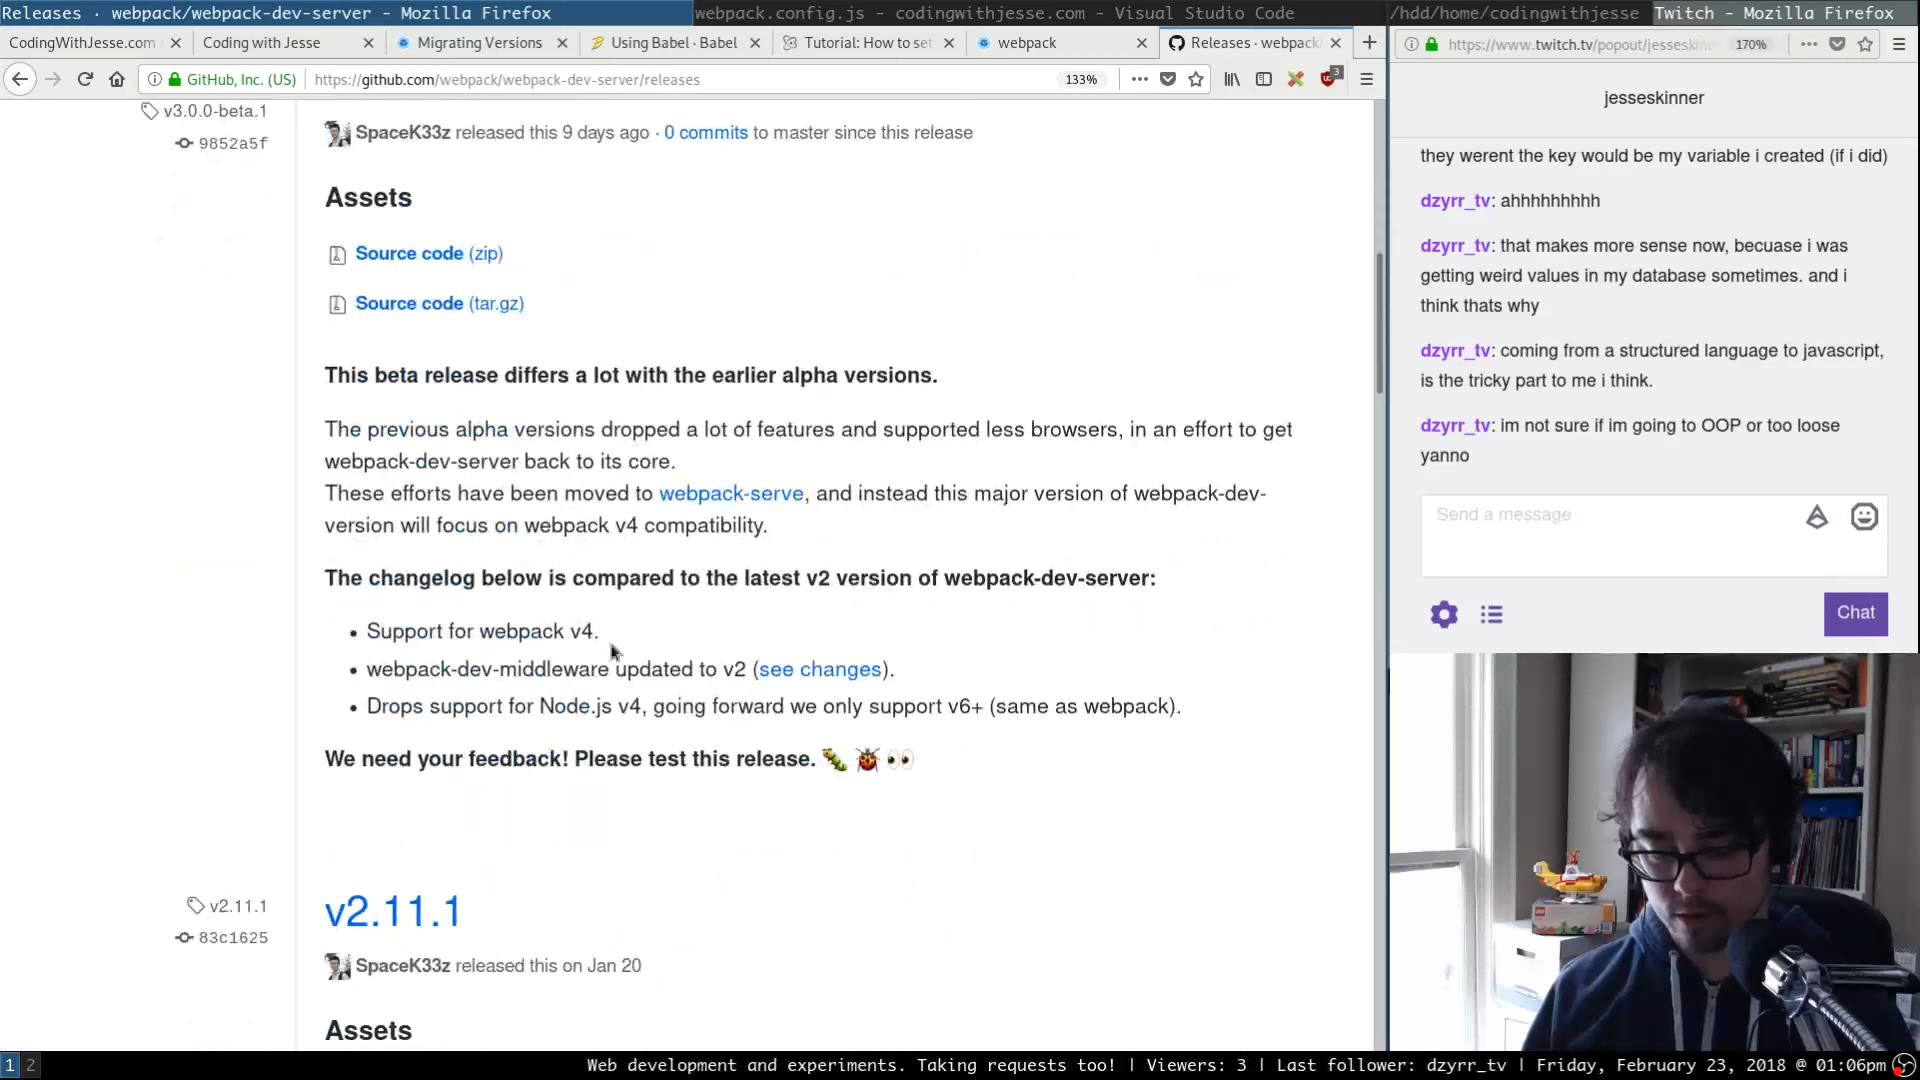 Releases · webpack/webpack-dev-server - Mozilla Firefox
webpack.config.js - codingwithjesse.com - Visual Studio Code
/hdd/home/codingwithjesse
Twitch - Mozilla Firefox
CodingWithJesse.com
Coding with Jesse
Migrating Versions
Using Babel · Babel
Tutorial: How to set
webpack
Releases · webpack
https://www.twitch.tv/popout/jesseskin
170%
GitHub, Inc. (US)
https://github.com/webpack/webpack-dev-server/releases
133%
3
v3.0.0-beta.1
9852a5f
SpaceK33z released this 9 days ago · 0 commits to master since this release
Assets
Source code (zip)
Source code (tar.gz)
This beta release differs a lot with the earlier alpha versions.
The previous alpha versions dropped a lot of features and supported less browsers, in an effort to get
webpack-dev-server back to its core.
These efforts have been moved to webpack-serve, and instead this major version of webpack-dev-
version will focus on webpack v4 compatibility.
The changelog below is compared to the latest v2 version of webpack-dev-server:
• Support for webpack v4.
• webpack-dev-middleware updated to v2 (see changes).
• Drops support for Node.js v4, going forward we only support v6+ (same as webpack).
We need your feedback! Please test this release. 🐛 🐞 👀
v2.11.1
83c1625
v2.11.1
SpaceK33z released this on Jan 20
Assets
jesseskinner
they werent the key would be my variable i created (if i did)
dzyrr_tv: ahhhhhhhhh
dzyrr_tv: that makes more sense now, becuase i was
getting weird values in my database sometimes. and i
think thats why
dzyrr_tv: coming from a structured language to javascript,
is the tricky part to me i think.
dzyrr_tv: im not sure if im going to OOP or too loose
yanno
Send a message
Chat
1 2
Web development and experiments. Taking requests too! | Viewers: 3 | Last follower: dzyrr_tv | Friday, February 23, 2018 @ 01:06pm